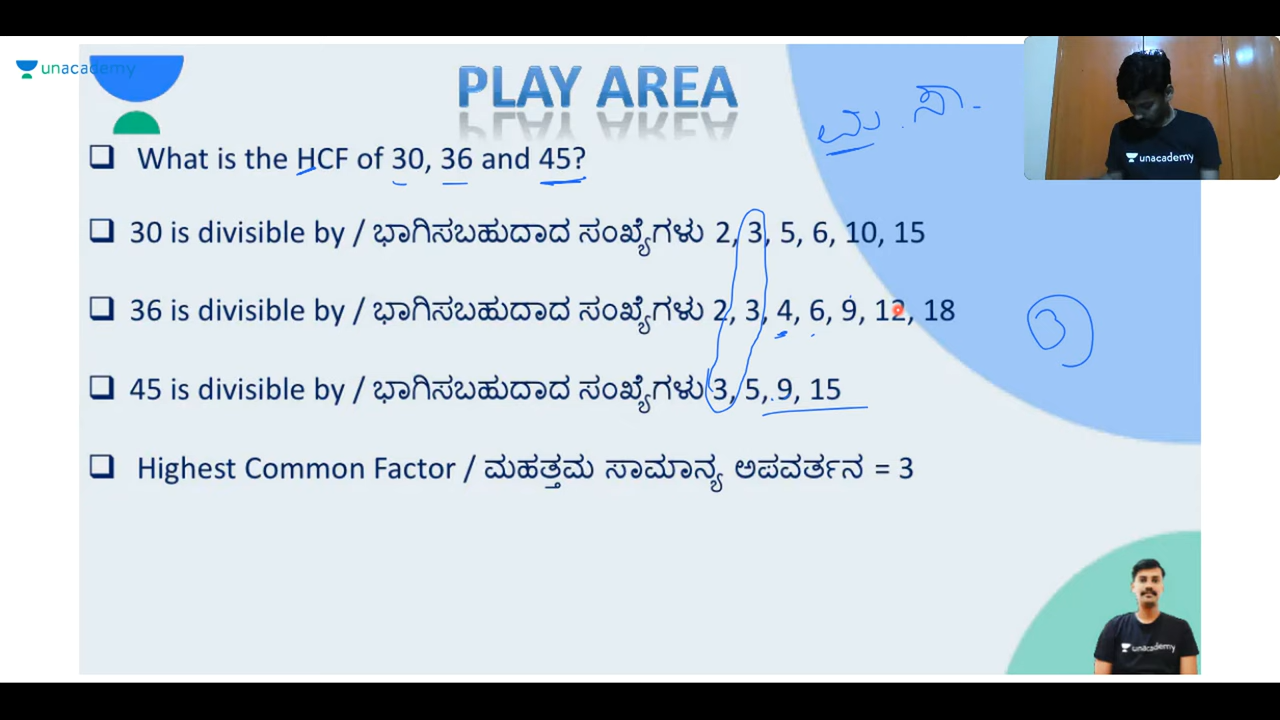 unacademy
PLAY AREA
ಮ . ಸಾ .
unacademy
❑ What is the HCF of 30, 36 and 45?
❑ 30 is divisible by / ಭಾಗಿಸಬಹುದಾದ ಸಂಖ್ಯೆಗಳು 2, 3, 5, 6, 10, 15
❑ 36 is divisible by / ಭಾಗಿಸಬಹುದಾದ ಸಂಖ್ಯೆಗಳು 2, 3, 4, 6, 9, 12, 18
3
❑ 45 is divisible by / ಭಾಗಿಸಬಹುದಾದ ಸಂಖ್ಯೆಗಳು 3, 5, 9, 15
❑ Highest Common Factor / ಮಹತ್ತಮ ಸಾಮಾನ್ಯ ಅಪವರ್ತನ = 3
unacademy